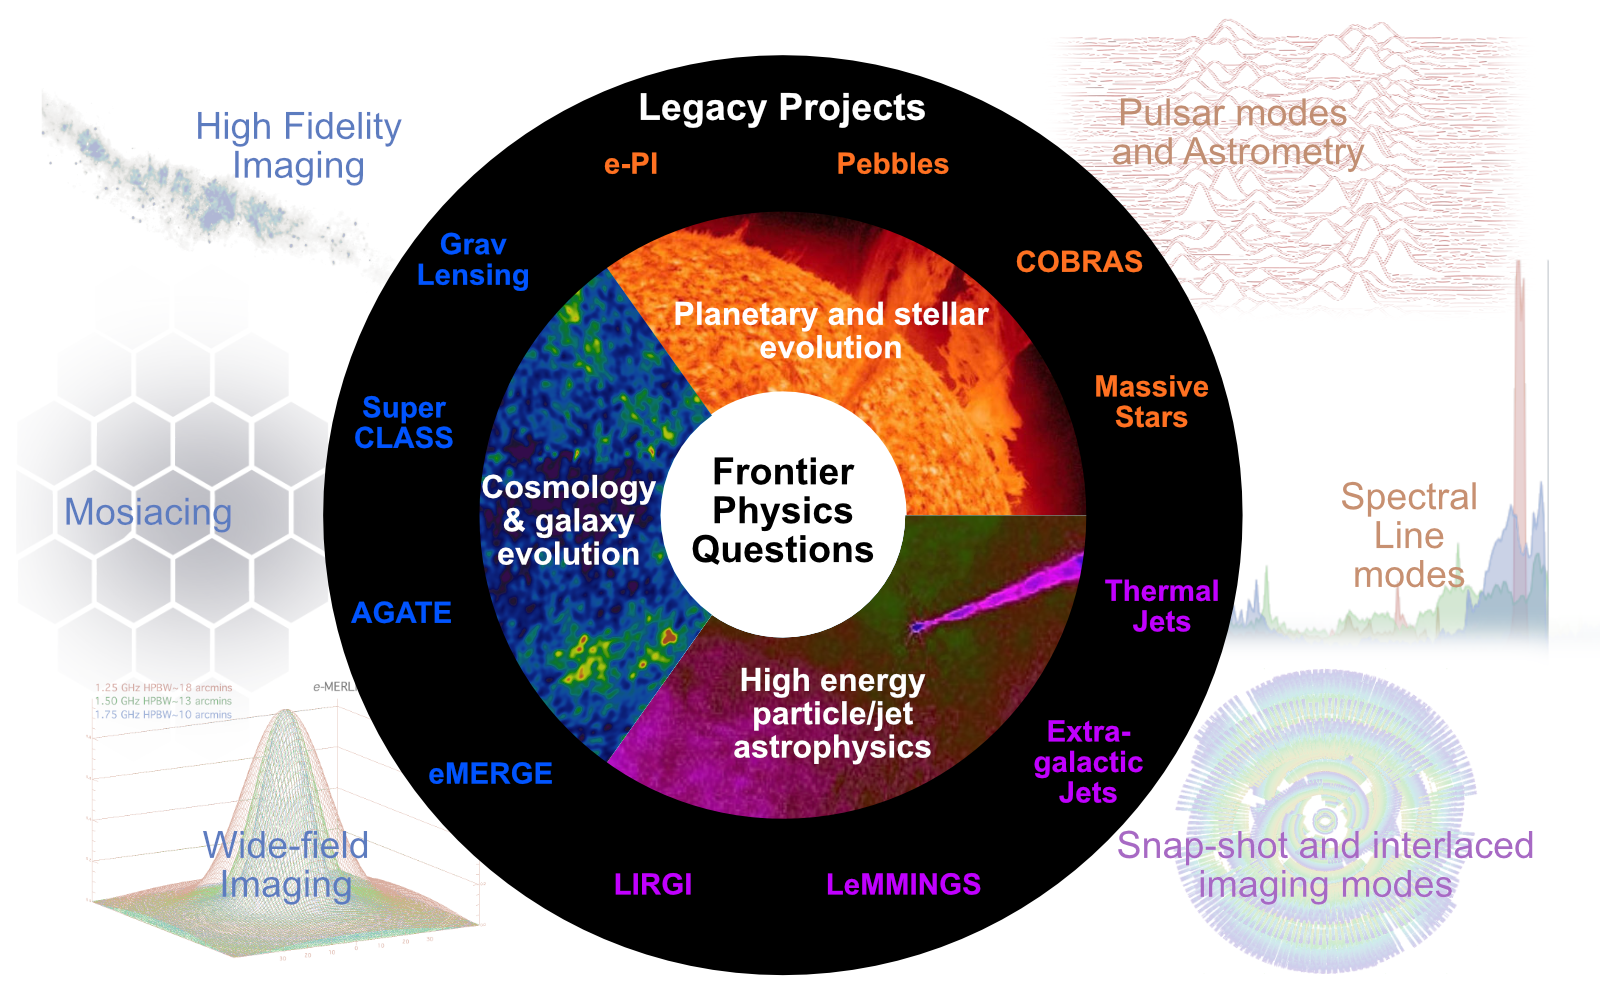 Legacy Projects
e-PI
Pebbles
COBRAS
Massive
Stars
Thermal
Jets
Extra-
galactic
Jets
LeMMINGS
LIRGI
eMERGE
AGATE
Super
CLASS
Grav
Lensing
Planetary and stellar
evolution
Cosmology
& galaxy
evolution
High energy
particle/jet
astrophysics
Frontier
Physics
Questions
High Fidelity
Imaging
Mosiacing
1.25 GHz HPBW~18 arcmins
1.50 GHz HPBW~13 arcmins
1.75 GHz HPBW~10 arcmins
Wide-field
Imaging
Pulsar modes
and Astrometry
Spectral
Line
modes
Snap-shot and interlaced
imaging modes